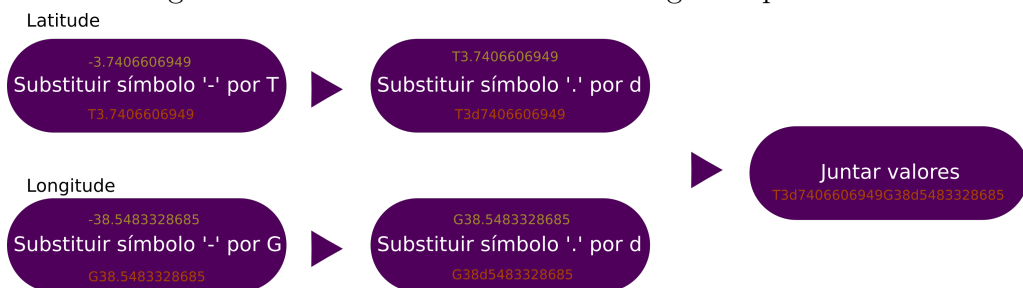 Latitude
-3.7406606949
Substituir símbolo '-' por T
T3.7406606949
T3.7406606949
Substituir símbolo '.' por d
T3d7406606949
Longitude
-38.5483328685
Substituir símbolo '-' por G
G38.5483328685
G38.5483328685
Substituir símbolo '.' por d
G38d5483328685
Juntar valores
T3d7406606949G38d5483328685